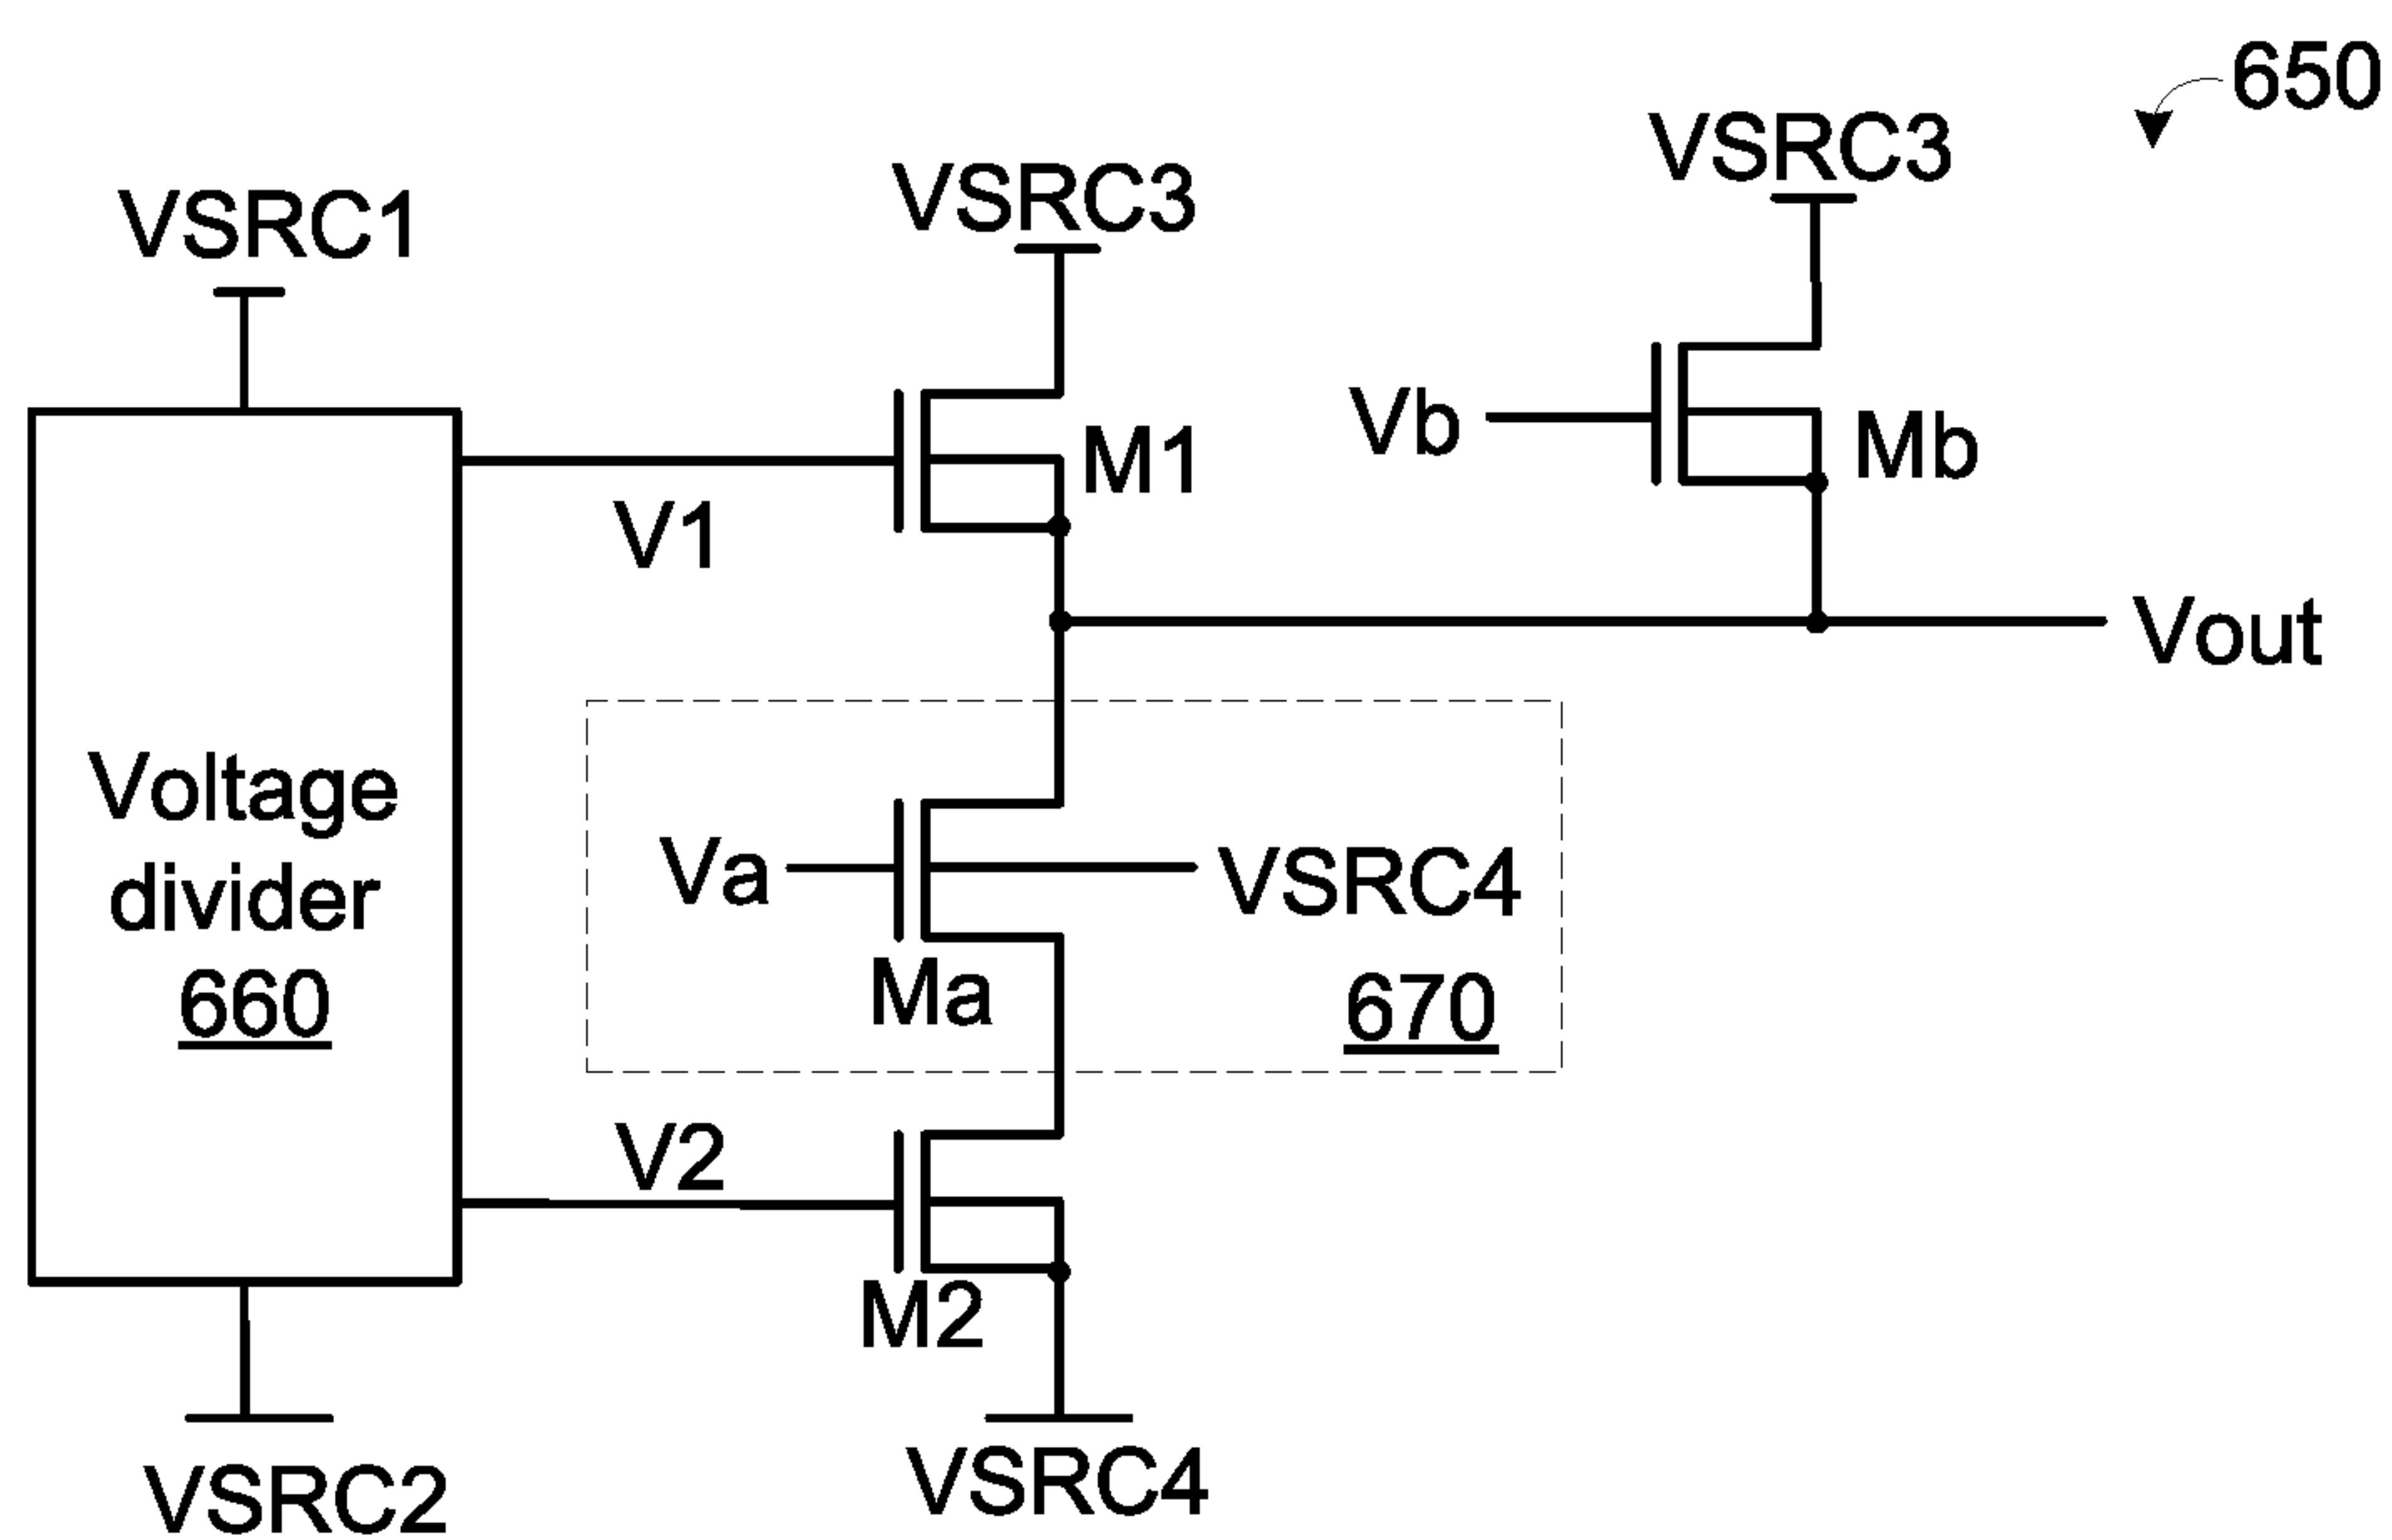 650
VSRC3
VSRC3
VSRC1
Vb
Mb
M1
V1
Vout
Voltage
divider
660
Va
VSRC4
Ma
670
V2
M2
VSRC4
VSRC2